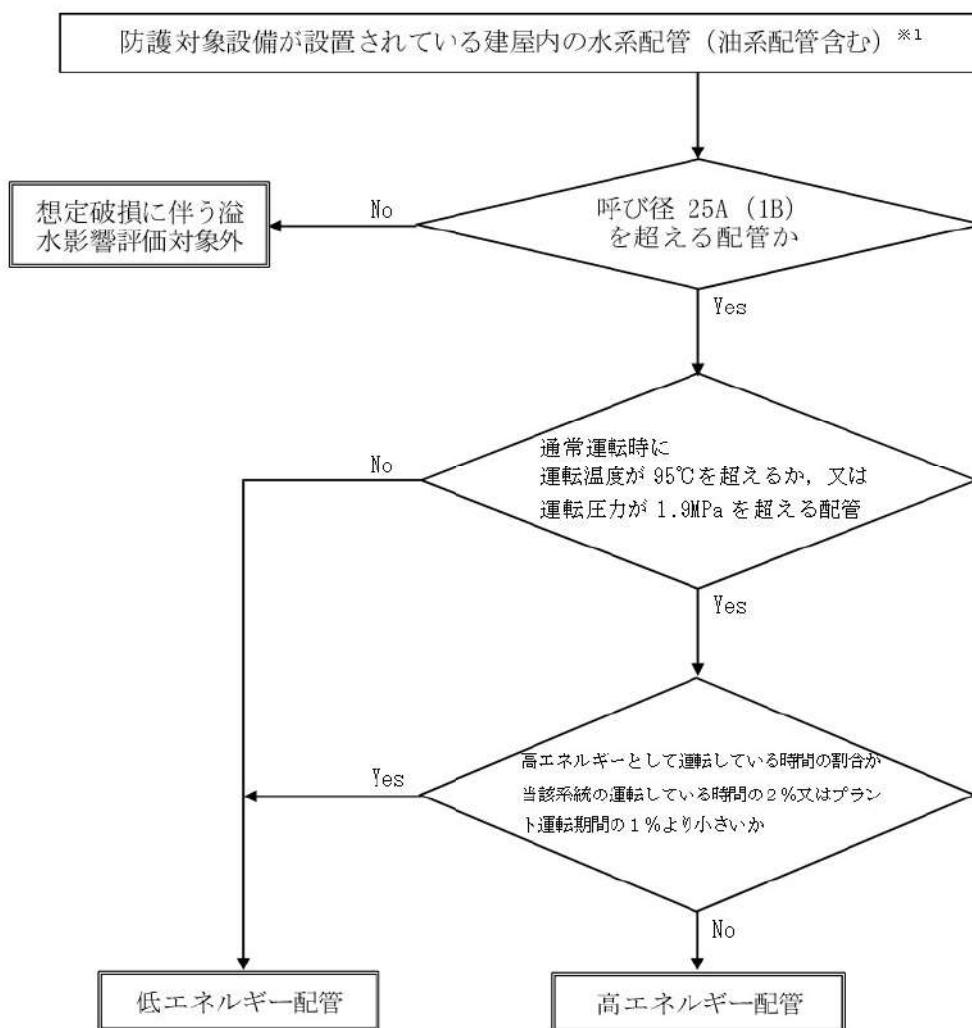 防護対象設備が設置されている建屋内の水系配管（油系配管含む）※1
呼び径 25A（1B）
を超える配管か
No
想定破損に伴う溢
水影響評価対象外
Yes
通常運転時に
運転温度が 95℃を超えるか，又は
運転圧力が 1.9MPa を超える配管
No
Yes
高エネルギーとして運転している時間の割合が
当該系統の運転している時間の２％又はプラン
ト運転期間の１％より小さいか
Yes
No
低エネルギー配管
高エネルギー配管